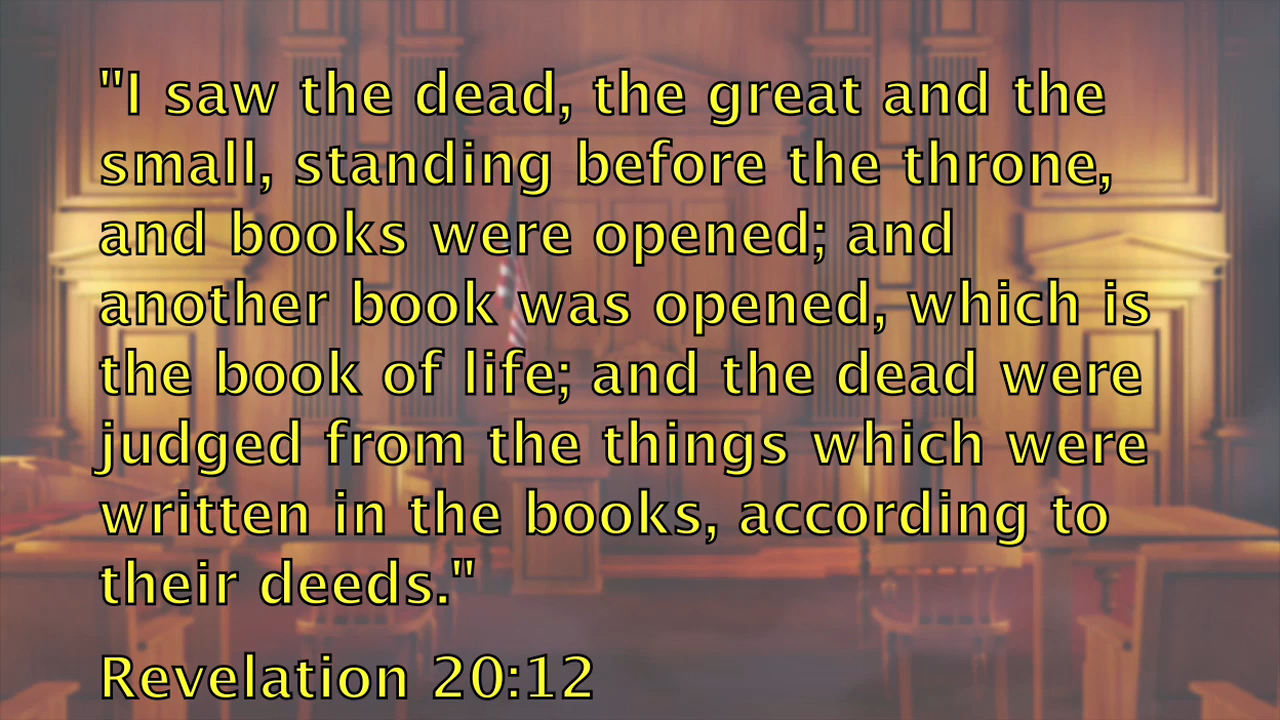 "I saw the dead, the great and the
small, standing before the throne,
and books were opened; and
another book was opened, which is
the book of life; and the dead were
judged from the things which were
written in the books, according to
their deeds."
Revelation 20:12